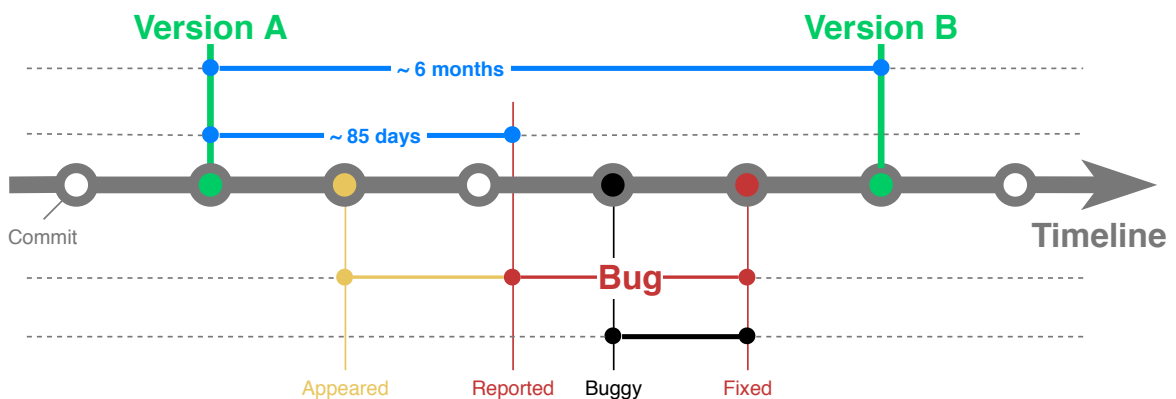 Version A
Version B
~ 6 months
~ 85 days
Commit
Timeline
Bug
Appeared
Reported
Buggy
Fixed